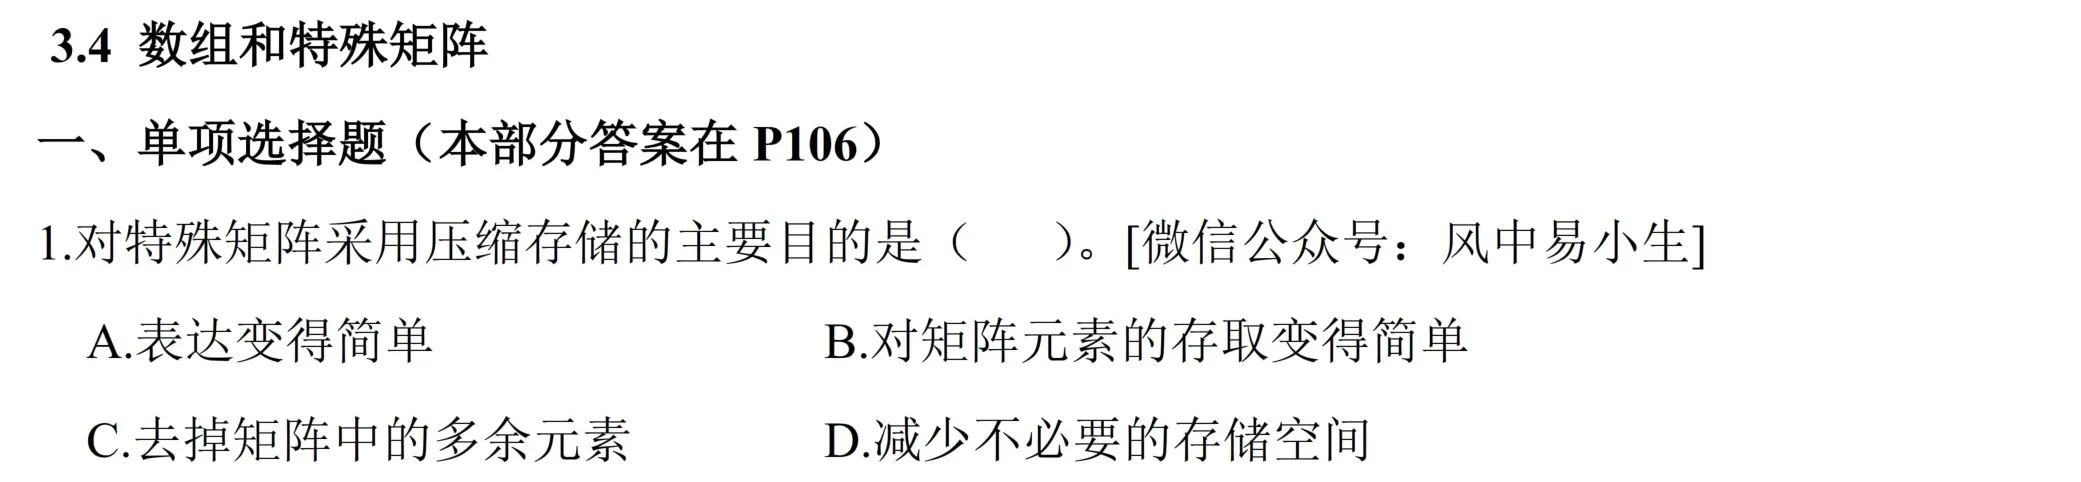 3.4 数组和特殊矩阵
一、单项选择题（本部分答案在 P106）
1.对特殊矩阵采用压缩存储的主要目的是（  ）。[微信公众号：风中易小生]
A.表达变得简单 B.对矩阵元素的存取变得简单
C.去掉矩阵中的多余元素 D.减少不必要的存储空间